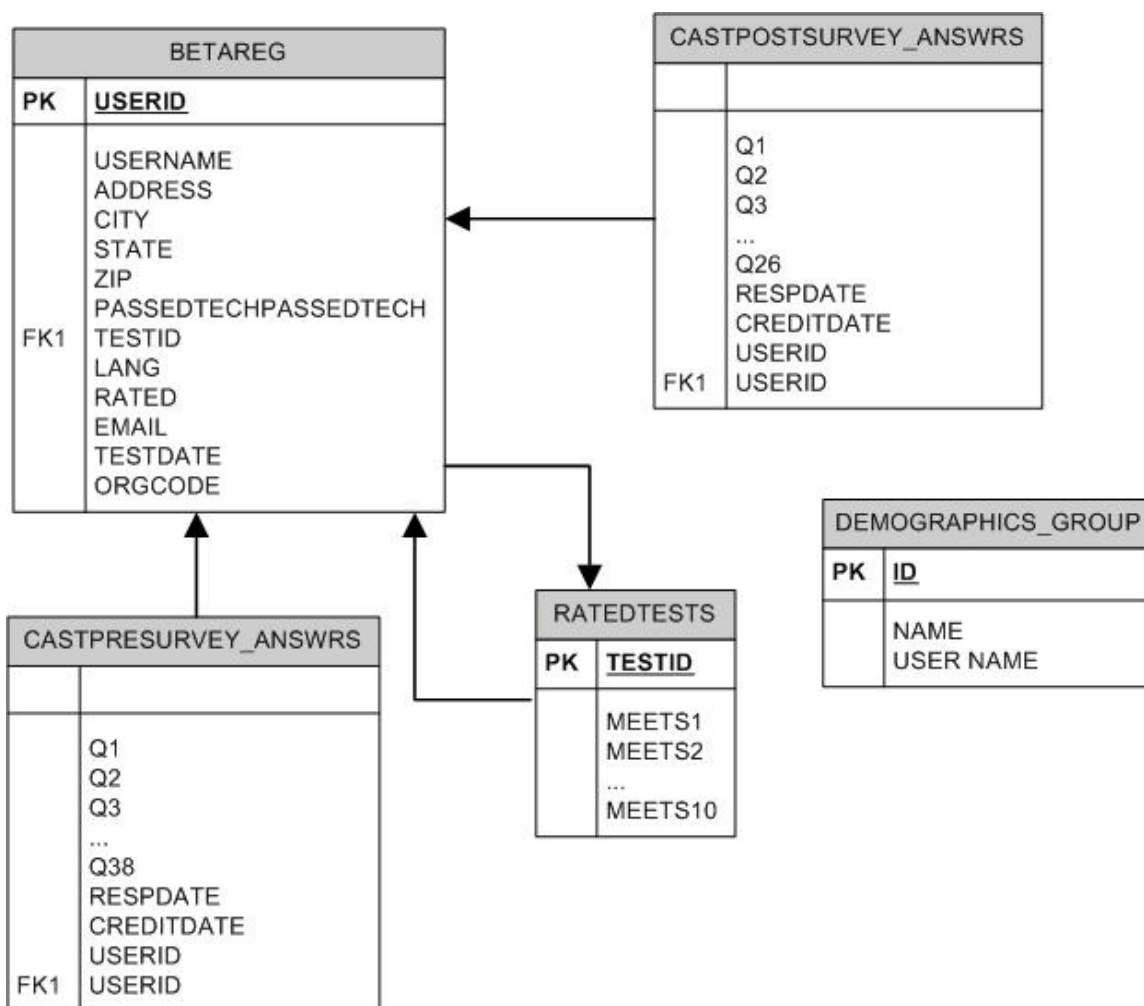 BETAREG
PK USERID
USERNAME
ADDRESS
CITY
STATE
ZIP
PASSEDTECHPASSEDTECH
FK1 TESTID
LANG
RATED
EMAIL
TESTDATE
ORGCODE
CASTPOSTSURVEY_ANSWRS
Q1
Q2
Q3
...
Q26
RESPDATE
CREDITDATE
USERID
FK1 USERID
CASTPRESURVEY_ANSWRS
Q1
Q2
Q3
...
Q38
RESPDATE
CREDITDATE
USERID
FK1 USERID
RATEDTESTS
PK TESTID
MEETS1
MEETS2
...
MEETS10
DEMOGRAPHICS_GROUP
PK ID
NAME
USER NAME